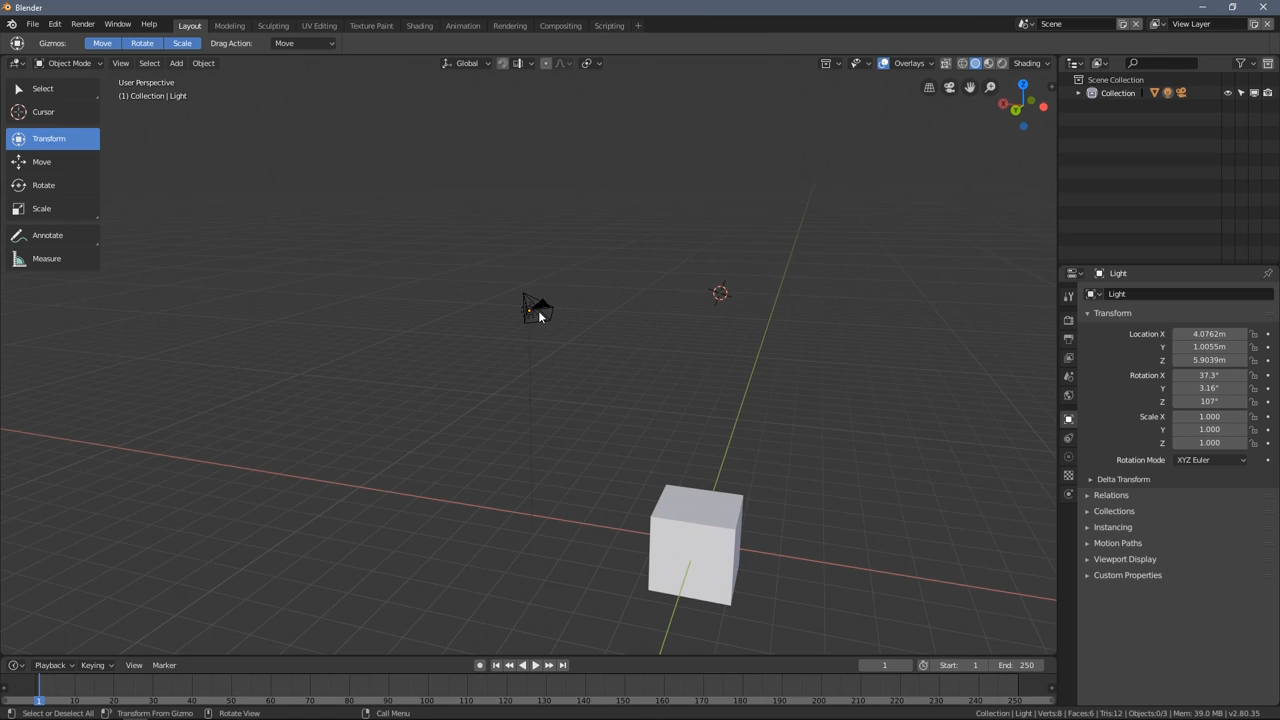 Blender
File Edit Render Window Help Layout Modeling Sculpting UV Editing Texture Paint Shading Animation Rendering Compositing Scripting + Scene View Layer
Gizmos: Move Rotate Scale Drag Action: Move
Object Mode View Select Add Object Global Overlays Shading
User Perspective
(1) Collection | Light
Select
Cursor
Transform
Move
Rotate
Scale
Annotate
Measure
Z
X
Y
Scene Collection
Collection
Light
Light
Transform
Location X 4.0762m
Y 1.0055m
Z 5.9039m
Rotation X 37.3°
Y 3.16°
Z 107°
Scale X 1.000
Y 1.000
Z 1.000
Rotation Mode XYZ Euler
Delta Transform
Relations
Collections
Instancing
Motion Paths
Viewport Display
Custom Properties
Playback Keying View Marker 1 Start: 1 End: 250
1 10 20 30 40 50 60 70 80 90 100 110 120 130 140 150 160 170 180 190 200 210 220 230 240 250
Select or Deselect All Transform From Gizmo Rotate View Call Menu Collection | Light | Verts:8 | Faces:6 | Tris:12 | Objects:0/3 | Mem: 39.0 MB | v2.80.35